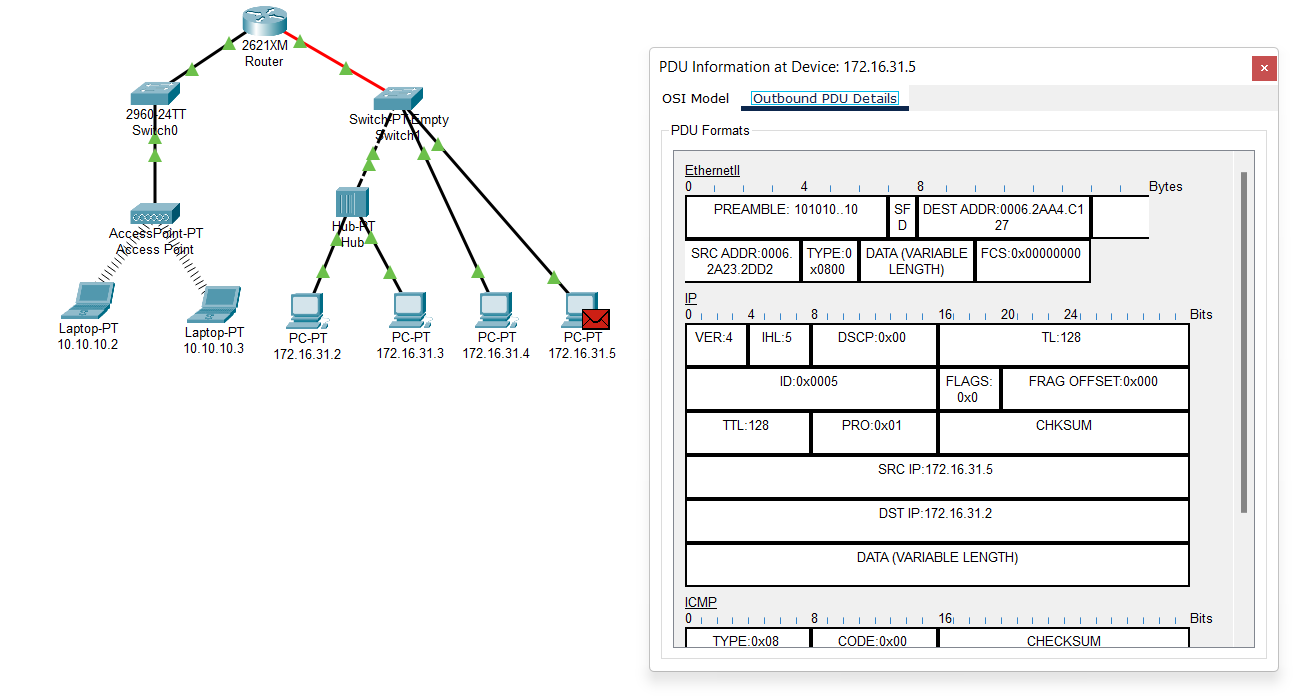 2621XM
Router
2960-24TT
Switch0
Switch-PT-Empty
Switch1
Hub-PT
Hub
AccessPoint-PT
Access Point
Laptop-PT
10.10.10.2
Laptop-PT
10.10.10.3
PC-PT
172.16.31.2
PC-PT
172.16.31.3
PC-PT
172.16.31.4
PC-PT
172.16.31.5
PDU Information at Device: 172.16.31.5
×
OSI Model Outbound PDU Details
PDU Formats
EthernetII
0 4 8 Bytes
PREAMBLE: 101010..10
SF
D
DEST ADDR:0006.2AA4.C1
27
SRC ADDR:0006.
2A23.2DD2
TYPE:0
x0800
DATA (VARIABLE
LENGTH)
FCS:0x00000000
IP
0 4 8 16 20 24 Bits
VER:4 IHL:5 DSCP:0x00 TL:128
ID:0x0005
FLAGS:
0x0
FRAG OFFSET:0x000
TTL:128 PRO:0x01 CHKSUM
SRC IP:172.16.31.5
DST IP:172.16.31.2
DATA (VARIABLE LENGTH)
ICMP
0 8 16 Bits
TYPE:0x08 CODE:0x00 CHECKSUM